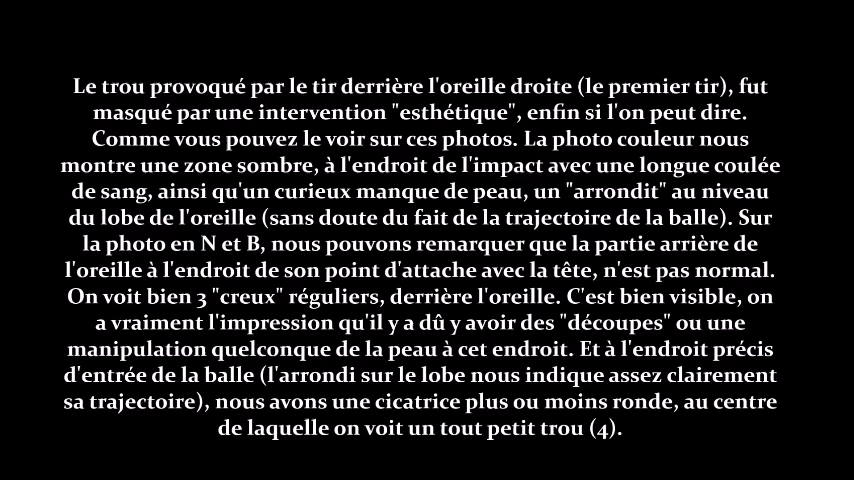 Le trou provoqué par le tir derrière l'oreille droite (le premier tir), fut
masqué par une intervention "esthétique", enfin si l'on peut dire.
Comme vous pouvez le voir sur ces photos. La photo couleur nous
montre une zone sombre, à l'endroit de l'impact avec une longue coulée
de sang, ainsi qu'un curieux manque de peau, un "arrondit" au niveau
du lobe de l'oreille (sans doute du fait de la trajectoire de la balle). Sur
la photo en N et B, nous pouvons remarquer que la partie arrière de
l'oreille à l'endroit de son point d'attache avec la tête, n'est pas normal.
On voit bien 3 "creux" réguliers, derrière l'oreille. C'est bien visible, on
a vraiment l'impression qu'il y a dû y avoir des "découpes" ou une
manipulation quelconque de la peau à cet endroit. Et à l'endroit précis
d'entrée de la balle (l'arrondi sur le lobe nous indique assez clairement
sa trajectoire), nous avons une cicatrice plus ou moins ronde, au centre
de laquelle on voit un tout petit trou (4).